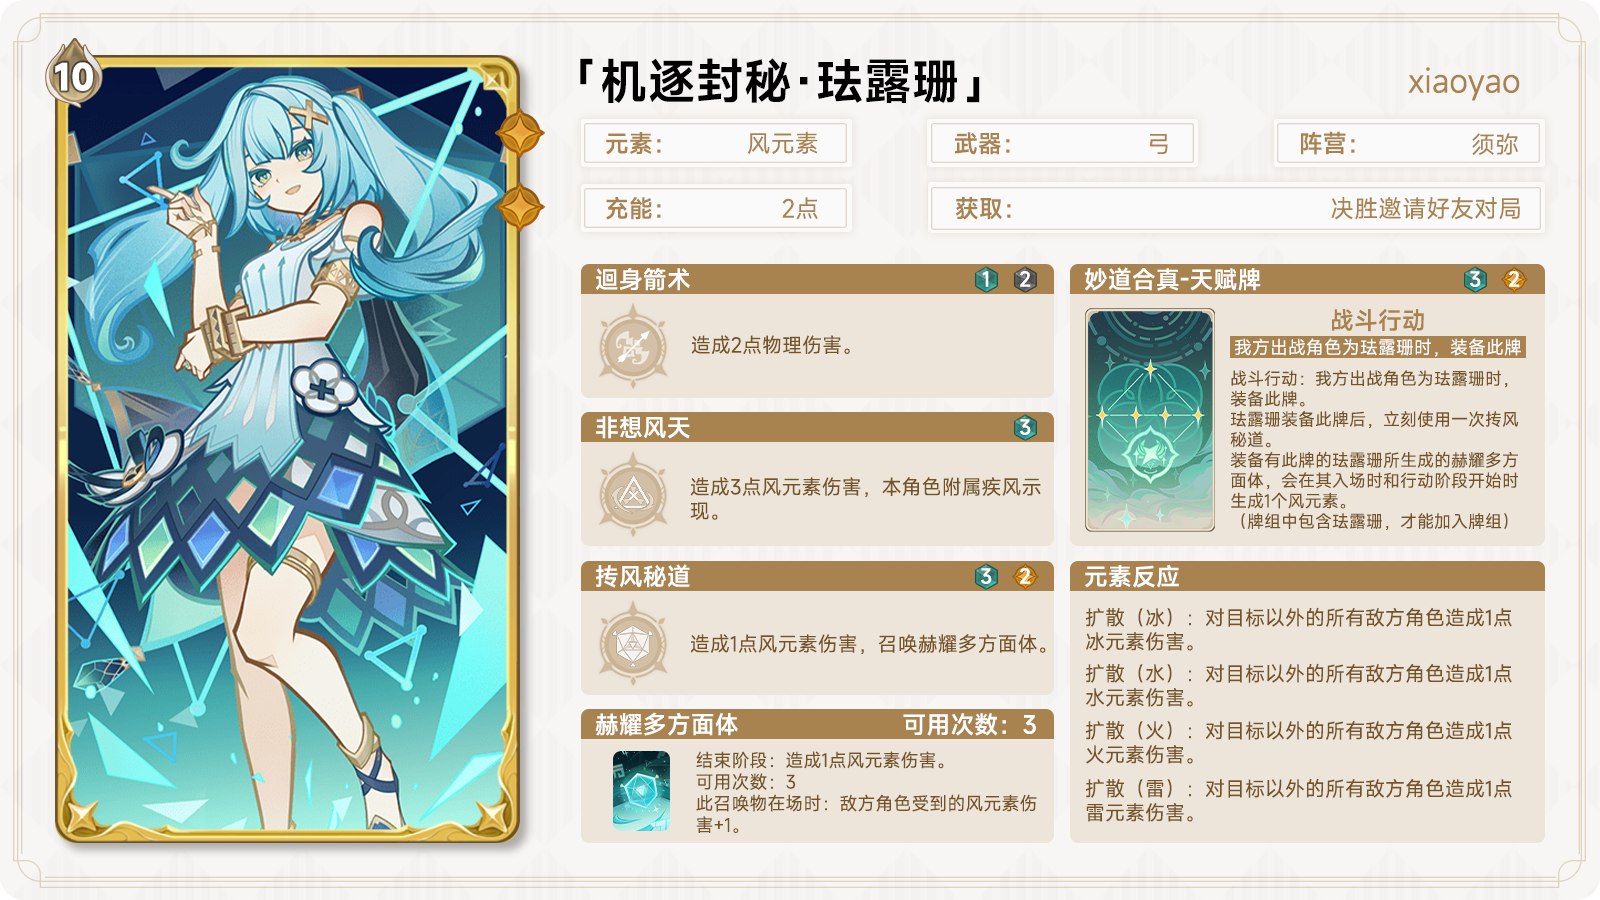 10
「机逐封秘·珐露珊」
xiaoyao
元素： 风元素
武器： 弓
阵营： 须弥
充能： 2点
获取： 决胜邀请好友对局
迴身箭术 1 2
造成2点物理伤害。
非想风天 3
造成3点风元素伤害，本角色附属疾风示
现。
抟风秘道 3 2
造成1点风元素伤害，召唤赫耀多方面体。
赫耀多方面体 可用次数：3
结束阶段：造成1点风元素伤害。
可用次数：3
此召唤物在场时：敌方角色受到的风元素伤
害+1。
妙道合真-天赋牌 3 2
战斗行动
我方出战角色为珐露珊时，装备此牌
战斗行动：我方出战角色为珐露珊时，
装备此牌。
珐露珊装备此牌后，立刻使用一次抟风
秘道。
装备有此牌的珐露珊所生成的赫耀多方
面体，会在其入场时和行动阶段开始时
生成1个风元素。
（牌组中包含珐露珊，才能加入牌组）
元素反应
扩散（冰）：对目标以外的所有敌方角色造成1点
冰元素伤害。
扩散（水）：对目标以外的所有敌方角色造成1点
水元素伤害。
扩散（火）：对目标以外的所有敌方角色造成1点
火元素伤害。
扩散（雷）：对目标以外的所有敌方角色造成1点
雷元素伤害。